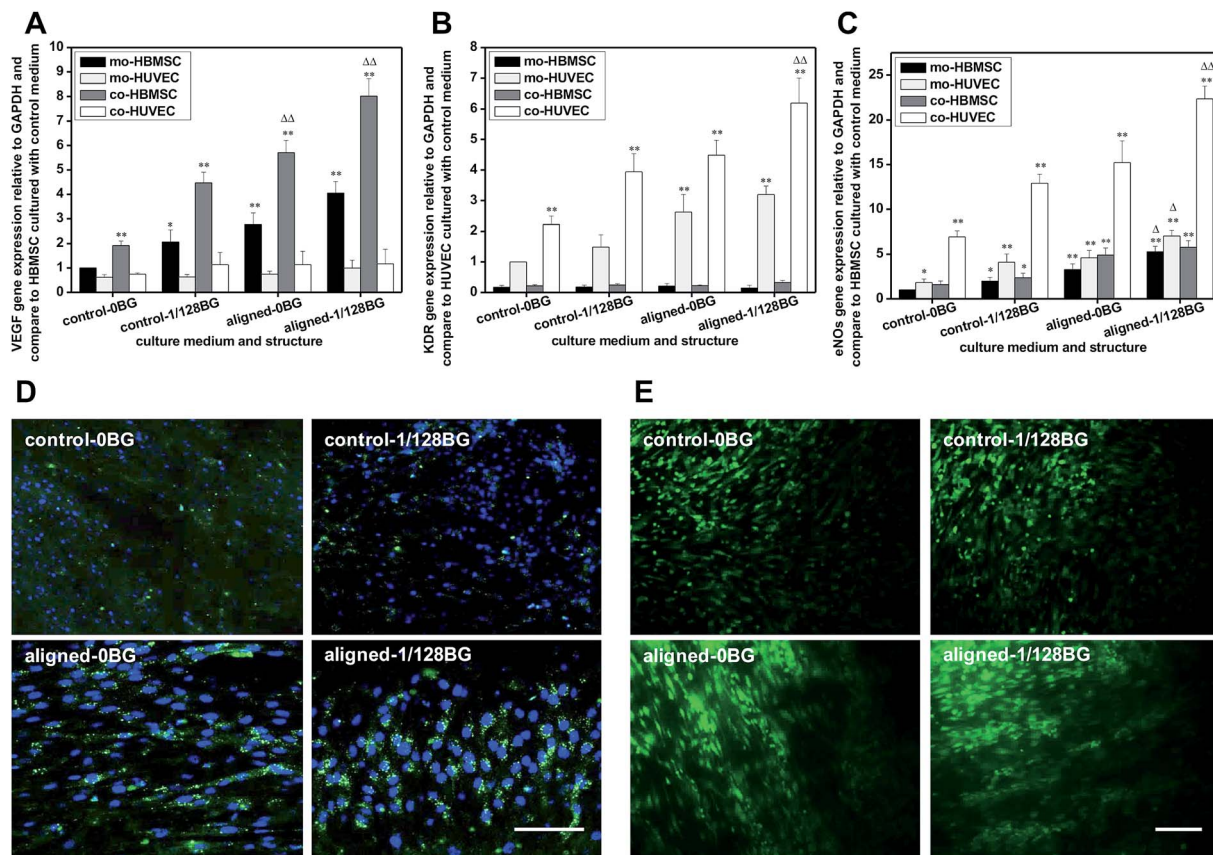 A
VEGF gene expression relative to GAPDH and
compare to HBMSC cultured with control medium
10
9
8
7
6
5
4
3
2
1
0
mo-HBMSC
mo-HUVEC
co-HBMSC
co-HUVEC
**
*
**
**
ΔΔ
**
**
ΔΔ
**
control-0BG
control-1/128BG
aligned-0BG
aligned-1/128BG
culture medium and structure
B
KDR gene expression relative to GAPDH and
compare to HUVEC cultured with control medium
8
7
6
5
4
3
2
1
0
mo-HBMSC
mo-HUVEC
co-HBMSC
co-HUVEC
**
**
**
**
**
ΔΔ
**
control-0BG
control-1/128BG
aligned-0BG
aligned-1/128BG
culture medium and structure
C
eNOs gene expression relative to GAPDH and
compare to HBMSC cultured with control medium
25
20
15
10
5
0
mo-HBMSC
mo-HUVEC
co-HBMSC
co-HUVEC
*
**
*
**
*
**
**
**
**
**
Δ
**
Δ
**
**
ΔΔ
**
control-0BG
control-1/128BG
aligned-0BG
aligned-1/128BG
culture medium and structure
D
control-0BG
control-1/128BG
aligned-0BG
aligned-1/128BG
E
control-0BG
control-1/128BG
aligned-0BG
aligned-1/128BG